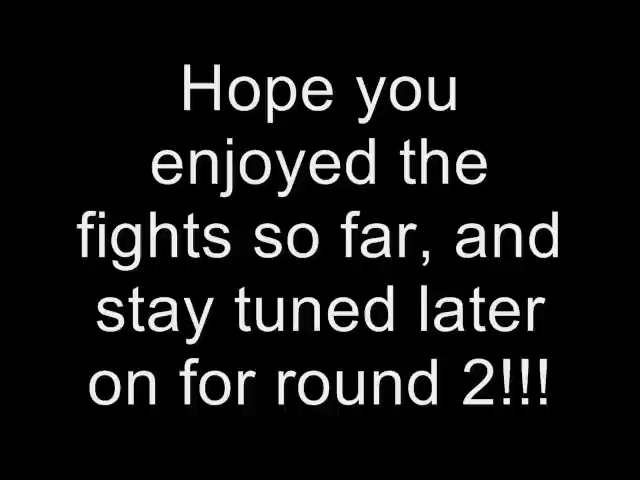 Hope you
enjoyed the
fights so far, and
stay tuned later
on for round 2!!!